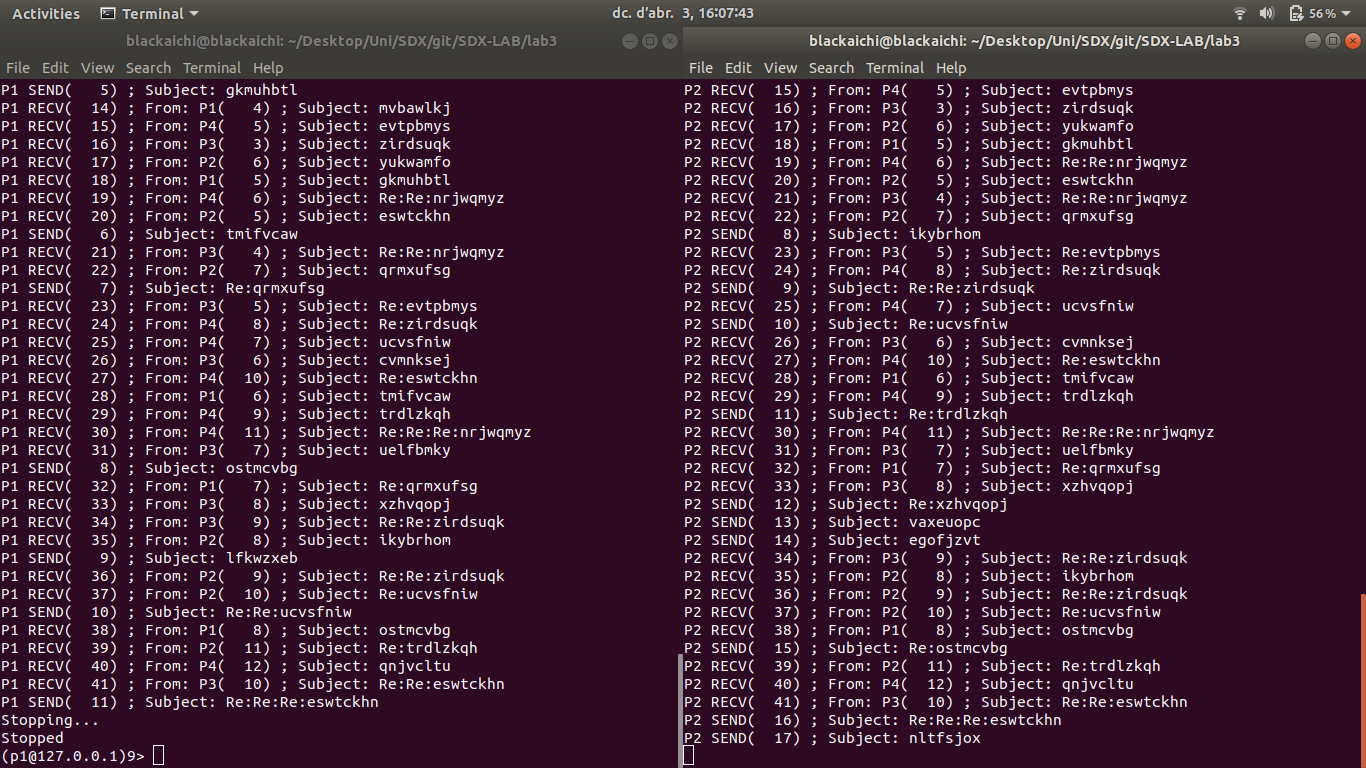 Activities Terminal dc. d'abr. 3, 16:07:43 56 %
blackaichi@blackaichi: ~/Desktop/Uni/SDX/git/SDX-LAB/lab3
File Edit View Search Terminal Help
P1 SEND(   5) ; Subject: gkmuhbtl
P1 RECV(  14) ; From: P1(   4) ; Subject: mvbawlkj
P1 RECV(  15) ; From: P4(   5) ; Subject: evtpbmys
P1 RECV(  16) ; From: P3(   3) ; Subject: zirdsuqk
P1 RECV(  17) ; From: P2(   6) ; Subject: yukwamfo
P1 RECV(  18) ; From: P1(   5) ; Subject: gkmuhbtl
P1 RECV(  19) ; From: P4(   6) ; Subject: Re:Re:nrjwqmyz
P1 RECV(  20) ; From: P2(   5) ; Subject: eswtckhn
P1 SEND(   6) ; Subject: tmifvcaw
P1 RECV(  21) ; From: P3(   4) ; Subject: Re:Re:nrjwqmyz
P1 RECV(  22) ; From: P2(   7) ; Subject: qrmxufsg
P1 SEND(   7) ; Subject: Re:qrmxufsg
P1 RECV(  23) ; From: P3(   5) ; Subject: Re:evtpbmys
P1 RECV(  24) ; From: P4(   8) ; Subject: Re:zirdsuqk
P1 RECV(  25) ; From: P4(   7) ; Subject: ucvsfniw
P1 RECV(  26) ; From: P3(   6) ; Subject: cvmnksej
P1 RECV(  27) ; From: P4(  10) ; Subject: Re:eswtckhn
P1 RECV(  28) ; From: P1(   6) ; Subject: tmifvcaw
P1 RECV(  29) ; From: P4(   9) ; Subject: trdlzkqh
P1 RECV(  30) ; From: P4(  11) ; Subject: Re:Re:Re:nrjwqmyz
P1 RECV(  31) ; From: P3(   7) ; Subject: uelfbmky
P1 SEND(   8) ; Subject: ostmcvbg
P1 RECV(  32) ; From: P1(   7) ; Subject: Re:qrmxufsg
P1 RECV(  33) ; From: P3(   8) ; Subject: xzhvqopj
P1 RECV(  34) ; From: P3(   9) ; Subject: Re:Re:zirdsuqk
P1 RECV(  35) ; From: P2(   8) ; Subject: ikybrhom
P1 SEND(   9) ; Subject: lfkwzxeb
P1 RECV(  36) ; From: P2(   9) ; Subject: Re:Re:zirdsuqk
P1 RECV(  37) ; From: P2(  10) ; Subject: Re:ucvsfniw
P1 SEND(  10) ; Subject: Re:Re:ucvsfniw
P1 RECV(  38) ; From: P1(   8) ; Subject: ostmcvbg
P1 RECV(  39) ; From: P2(  11) ; Subject: Re:trdlzkqh
P1 RECV(  40) ; From: P4(  12) ; Subject: qnjvcltu
P1 RECV(  41) ; From: P3(  10) ; Subject: Re:Re:eswtckhn
P1 SEND(  11) ; Subject: Re:Re:Re:eswtckhn
Stopping...
Stopped
(p1@127.0.0.1)9>
blackaichi@blackaichi: ~/Desktop/Uni/SDX/git/SDX-LAB/lab3
File Edit View Search Terminal Help
P2 RECV(  15) ; From: P4(   5) ; Subject: evtpbmys
P2 RECV(  16) ; From: P3(   3) ; Subject: zirdsuqk
P2 RECV(  17) ; From: P2(   6) ; Subject: yukwamfo
P2 RECV(  18) ; From: P1(   5) ; Subject: gkmuhbtl
P2 RECV(  19) ; From: P4(   6) ; Subject: Re:Re:nrjwqmyz
P2 RECV(  20) ; From: P2(   5) ; Subject: eswtckhn
P2 RECV(  21) ; From: P3(   4) ; Subject: Re:Re:nrjwqmyz
P2 RECV(  22) ; From: P2(   7) ; Subject: qrmxufsg
P2 SEND(   8) ; Subject: ikybrhom
P2 RECV(  23) ; From: P3(   5) ; Subject: Re:evtpbmys
P2 RECV(  24) ; From: P4(   8) ; Subject: Re:zirdsuqk
P2 SEND(   9) ; Subject: Re:Re:zirdsuqk
P2 RECV(  25) ; From: P4(   7) ; Subject: ucvsfniw
P2 SEND(  10) ; Subject: Re:ucvsfniw
P2 RECV(  26) ; From: P3(   6) ; Subject: cvmnksej
P2 RECV(  27) ; From: P4(  10) ; Subject: Re:eswtckhn
P2 RECV(  28) ; From: P1(   6) ; Subject: tmifvcaw
P2 RECV(  29) ; From: P4(   9) ; Subject: trdlzkqh
P2 SEND(  11) ; Subject: Re:trdlzkqh
P2 RECV(  30) ; From: P4(  11) ; Subject: Re:Re:Re:nrjwqmyz
P2 RECV(  31) ; From: P3(   7) ; Subject: uelfbmky
P2 RECV(  32) ; From: P1(   7) ; Subject: Re:qrmxufsg
P2 RECV(  33) ; From: P3(   8) ; Subject: xzhvqopj
P2 SEND(  12) ; Subject: Re:xzhvqopj
P2 SEND(  13) ; Subject: vaxeuopc
P2 SEND(  14) ; Subject: egofjzvt
P2 RECV(  34) ; From: P3(   9) ; Subject: Re:Re:zirdsuqk
P2 RECV(  35) ; From: P2(   8) ; Subject: ikybrhom
P2 RECV(  36) ; From: P2(   9) ; Subject: Re:Re:zirdsuqk
P2 RECV(  37) ; From: P2(  10) ; Subject: Re:ucvsfniw
P2 RECV(  38) ; From: P1(   8) ; Subject: ostmcvbg
P2 SEND(  15) ; Subject: Re:ostmcvbg
P2 RECV(  39) ; From: P2(  11) ; Subject: Re:trdlzkqh
P2 RECV(  40) ; From: P4(  12) ; Subject: qnjvcltu
P2 RECV(  41) ; From: P3(  10) ; Subject: Re:Re:eswtckhn
P2 SEND(  16) ; Subject: Re:Re:Re:eswtckhn
P2 SEND(  17) ; Subject: nltfsjox